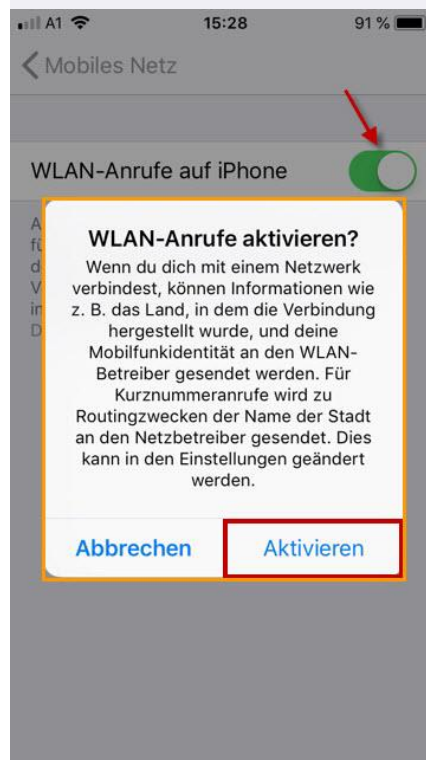 A1 15:28 91 %
Mobiles Netz
WLAN-Anrufe auf iPhone
WLAN-Anrufe aktivieren?
Wenn du dich mit einem Netzwerk
verbindest, können Informationen wie
z. B. das Land, in dem die Verbindung
hergestellt wurde, und deine
Mobilfunkidentität an den WLAN-
Betreiber gesendet werden. Für
Kurznummeranrufe wird zu
Routingzwecken der Name der Stadt
an den Netzbetreiber gesendet. Dies
kann in den Einstellungen geändert
werden.
Abbrechen Aktivieren